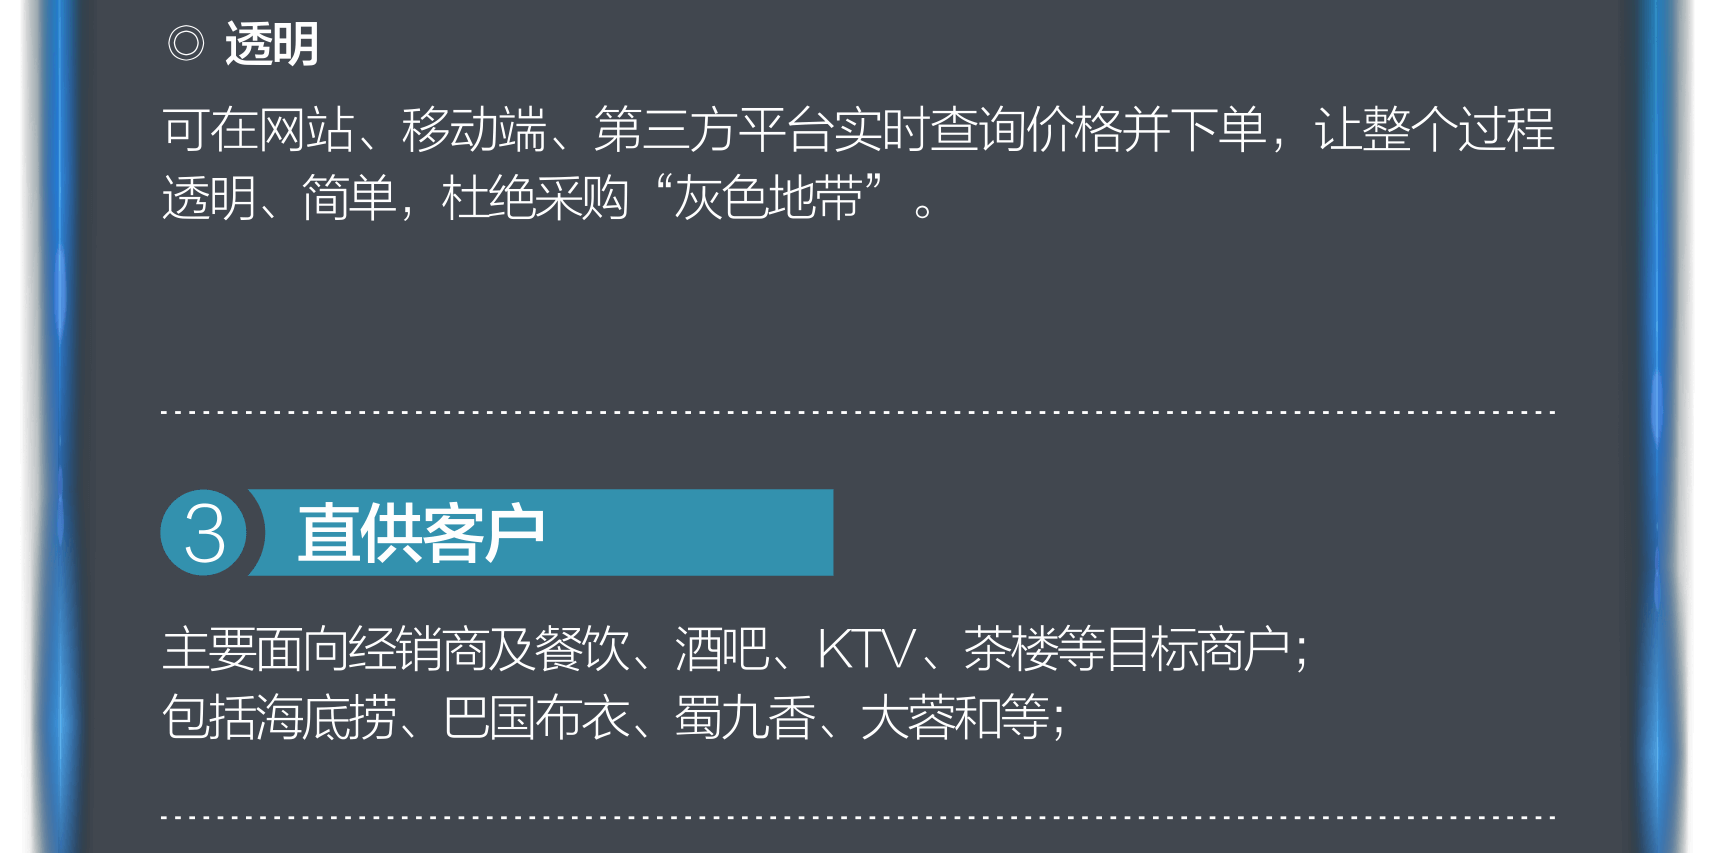 ◎ 透明
可在网站、移动端、第三方平台实时查询价格并下单，让整个过程
透明、简单，杜绝采购“灰色地带”。
3 直供客户
主要面向经销商及餐饮、酒吧、KTV、茶楼等目标商户；
包括海底捞、巴国布衣、蜀九香、大蓉和等；